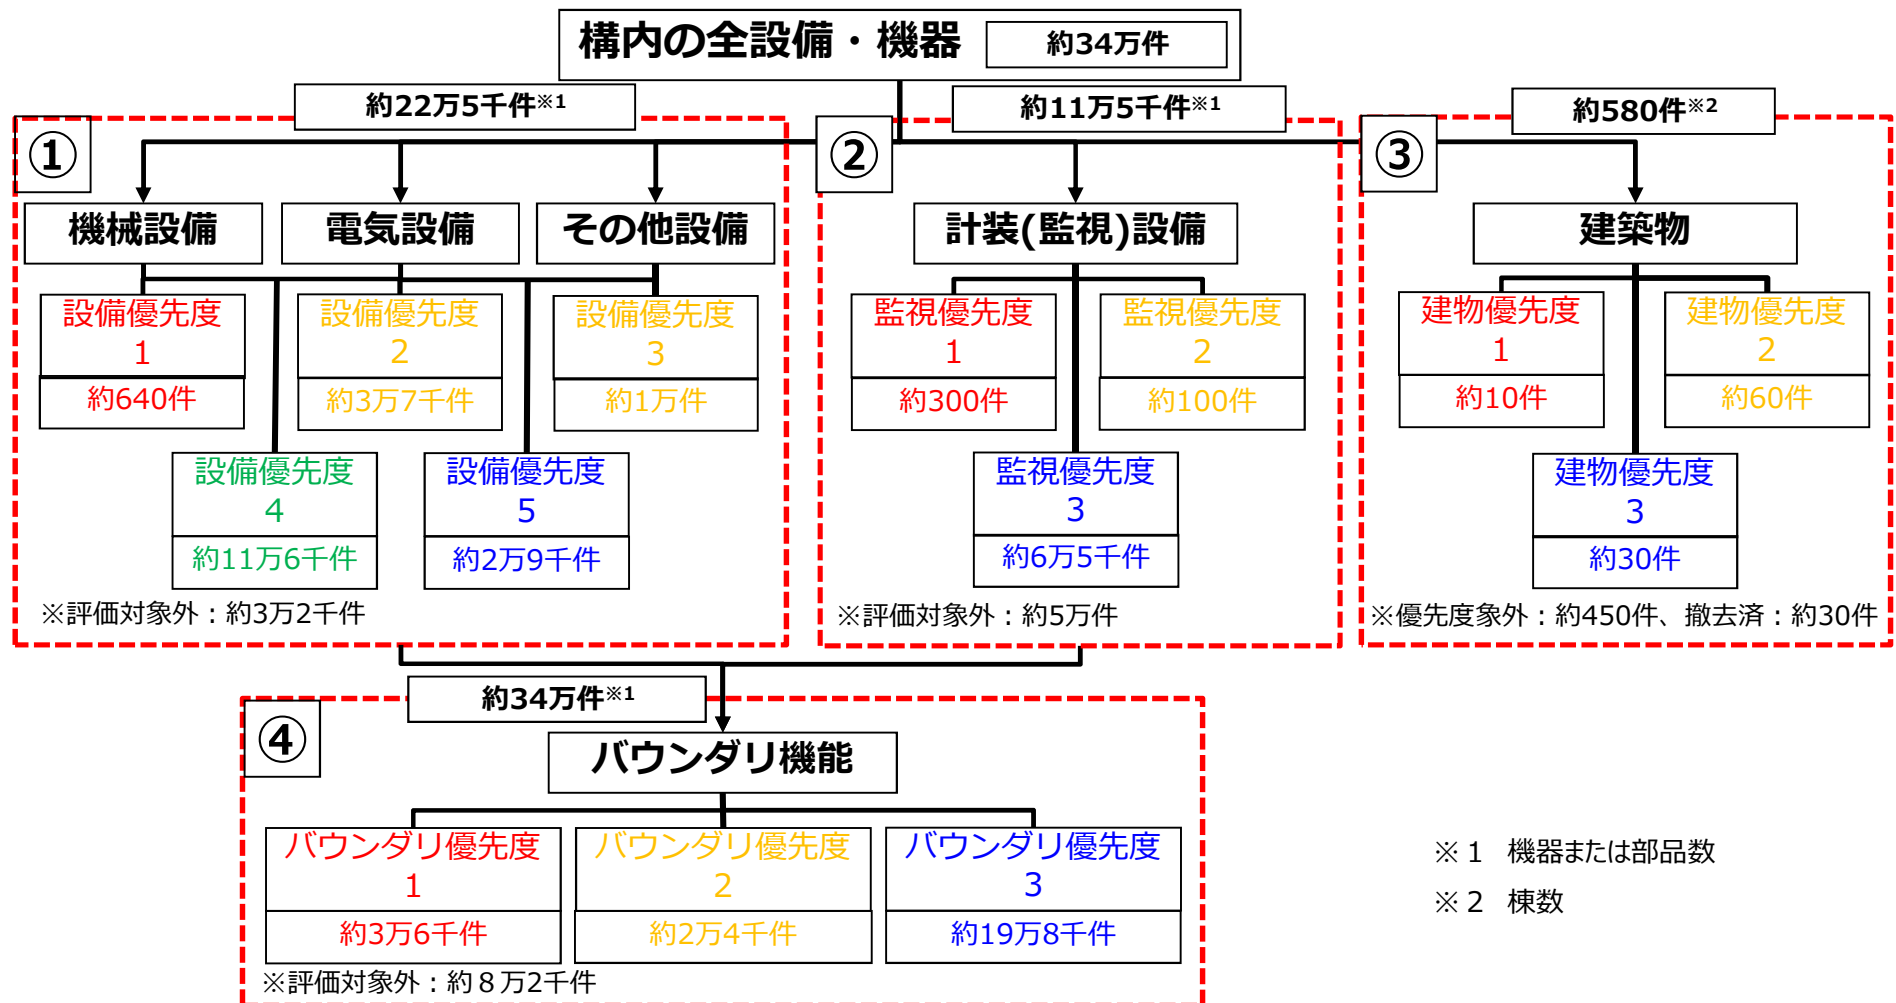 構内の全設備・機器
約34万件
約22万5千件※1
約11万5千件※1
約580件※2
①
②
③
機械設備
電気設備
その他設備
計装(監視)設備
建築物
設備優先度
1
約640件
設備優先度
2
約3万7千件
設備優先度
3
約1万件
監視優先度
1
約300件
監視優先度
2
約100件
建物優先度
1
約10件
建物優先度
2
約60件
設備優先度
4
約11万6千件
設備優先度
5
約2万9千件
監視優先度
3
約6万5千件
建物優先度
3
約30件
※評価対象外：約3万2千件
※評価対象外：約5万件
※優先度象外：約450件、撤去済：約30件
約34万件※1
④
バウンダリ機能
バウンダリ優先度
1
約3万6千件
バウンダリ優先度
2
約2万4千件
バウンダリ優先度
3
約19万8千件
※評価対象外：約８万2千件
※１ 機器または部品数
※２ 棟数